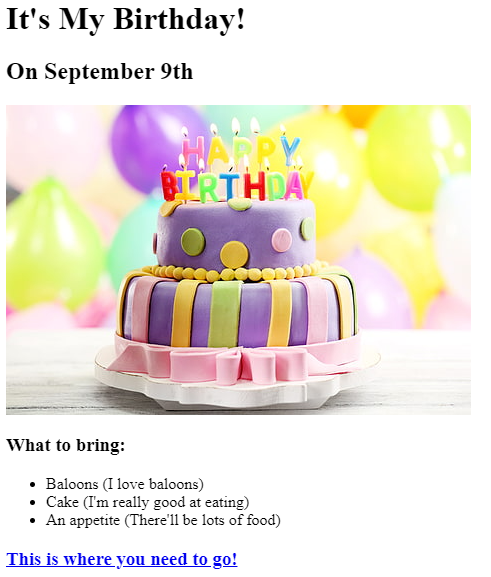 It's My Birthday!
On September 9th
HAPPY
BIRTHDAY
What to bring:
Baloons (I love baloons)
Cake (I'm really good at eating)
An appetite (There'll be lots of food)
This is where you need to go!